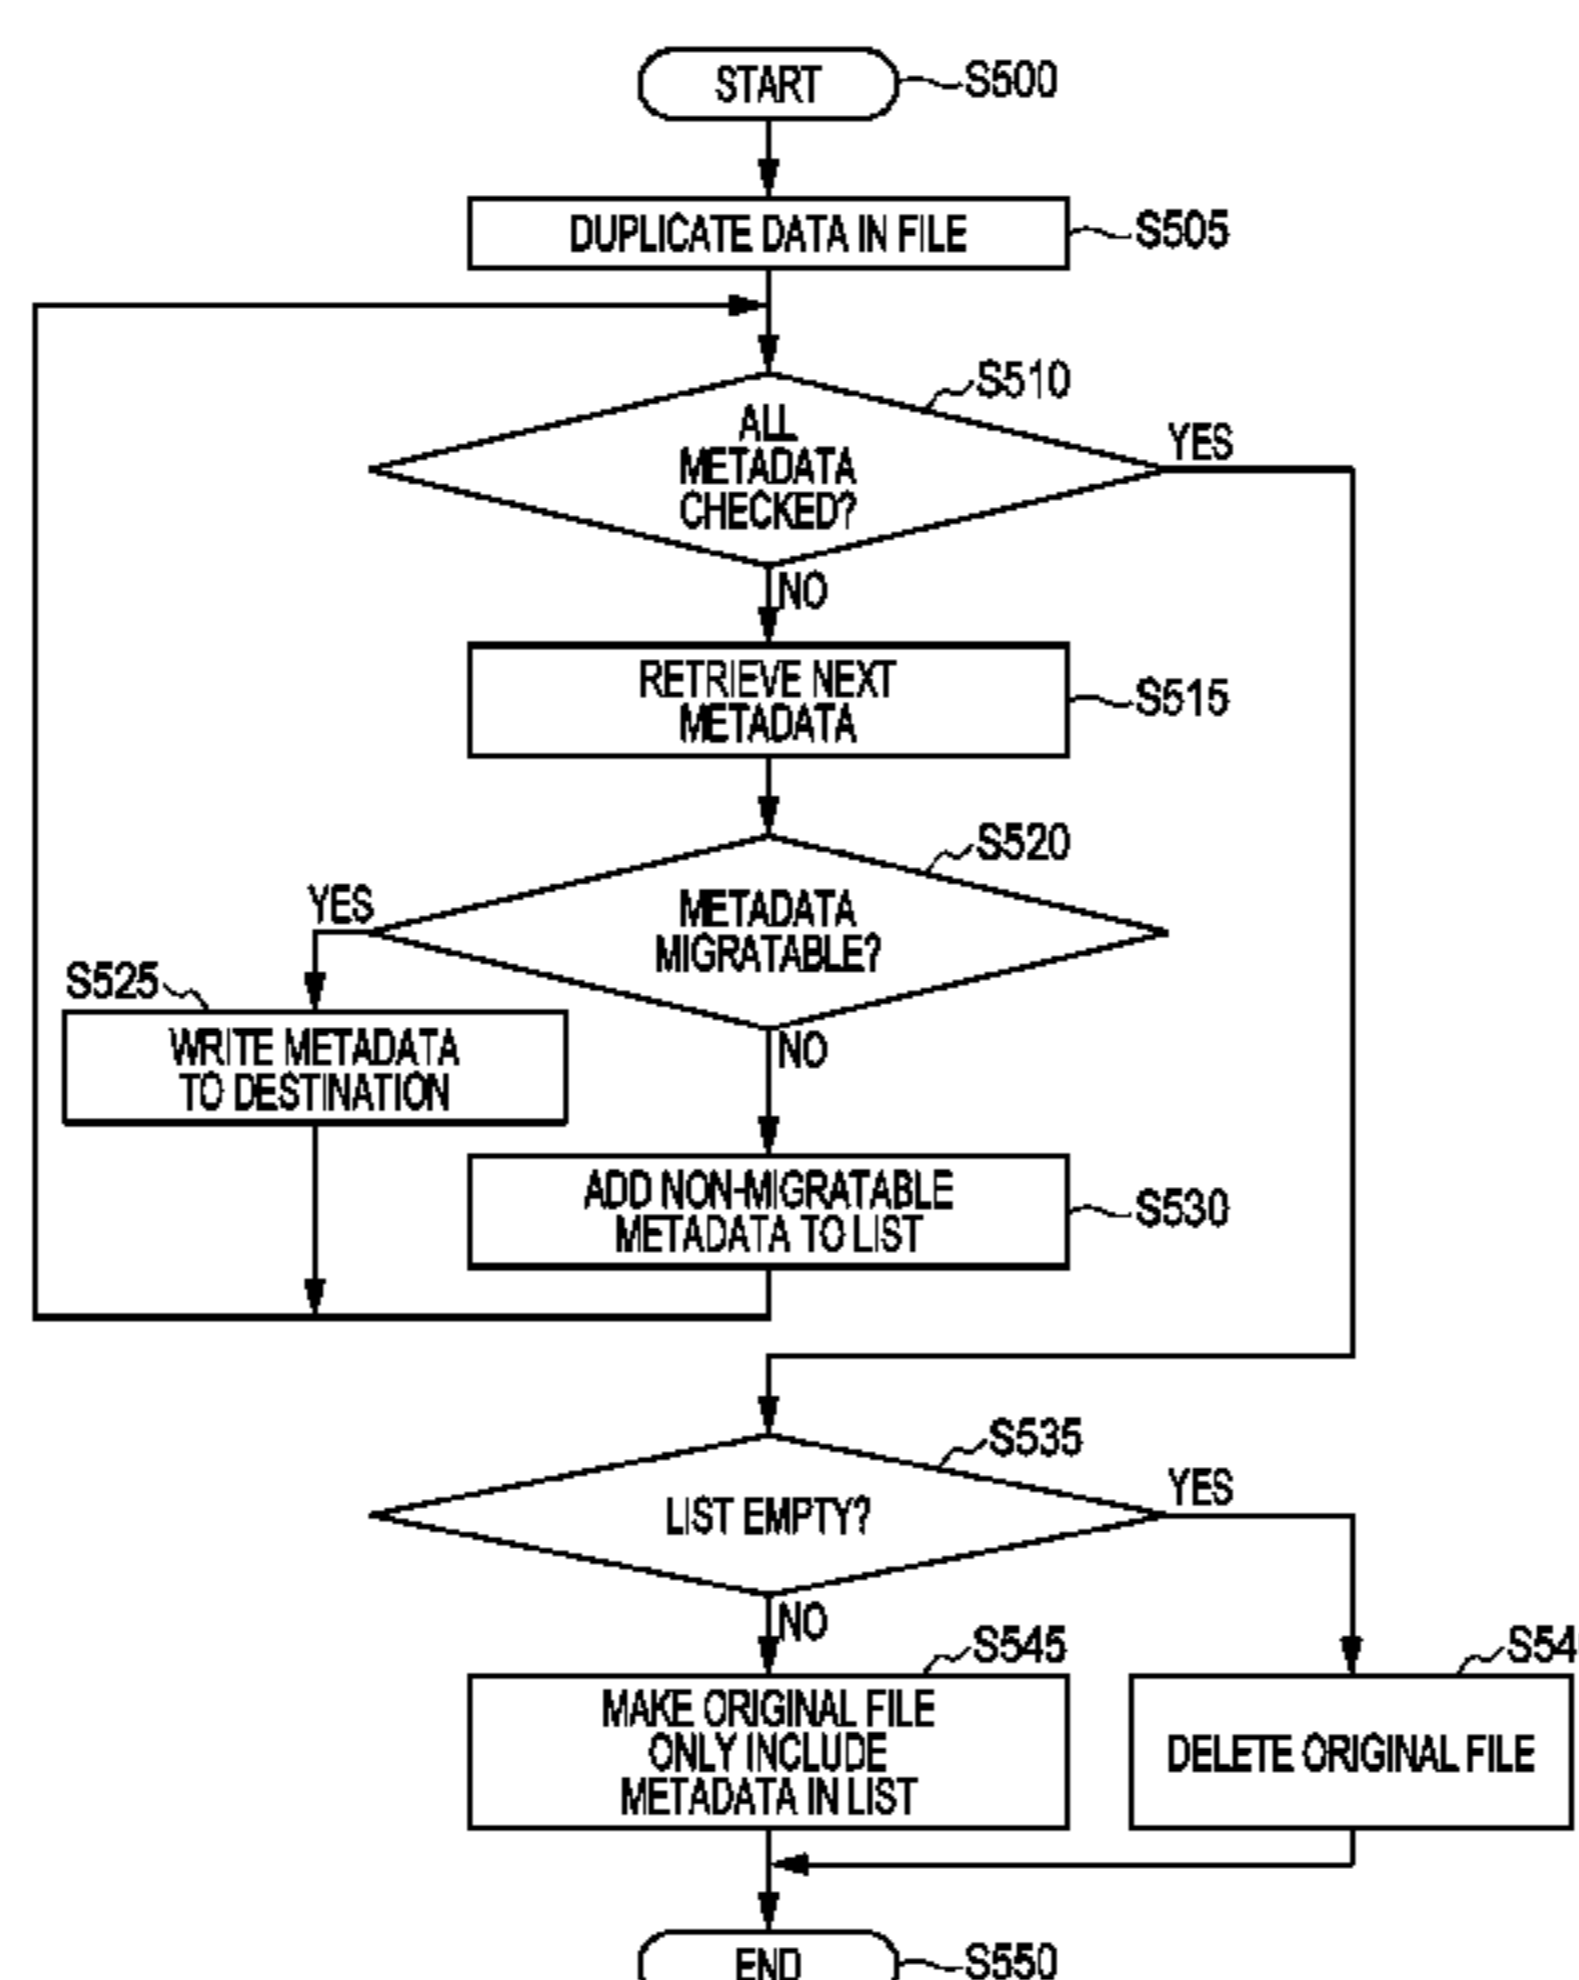 START
S500
DUPLICATE DATA IN FILE
S505
S510
ALL
METADATA
CHECKED?
YES
NO
RETRIEVE NEXT
METADATA
S515
S520
METADATA
MIGRATABLE?
YES
NO
S525
WRITE METADATA
TO DESTINATION
ADD NON-MIGRATABLE
METADATA TO LIST
S530
S535
LIST EMPTY?
YES
NO
S545
MAKE ORIGINAL FILE
ONLY INCLUDE
METADATA IN LIST
S54
DELETE ORIGINAL FILE
END
S550